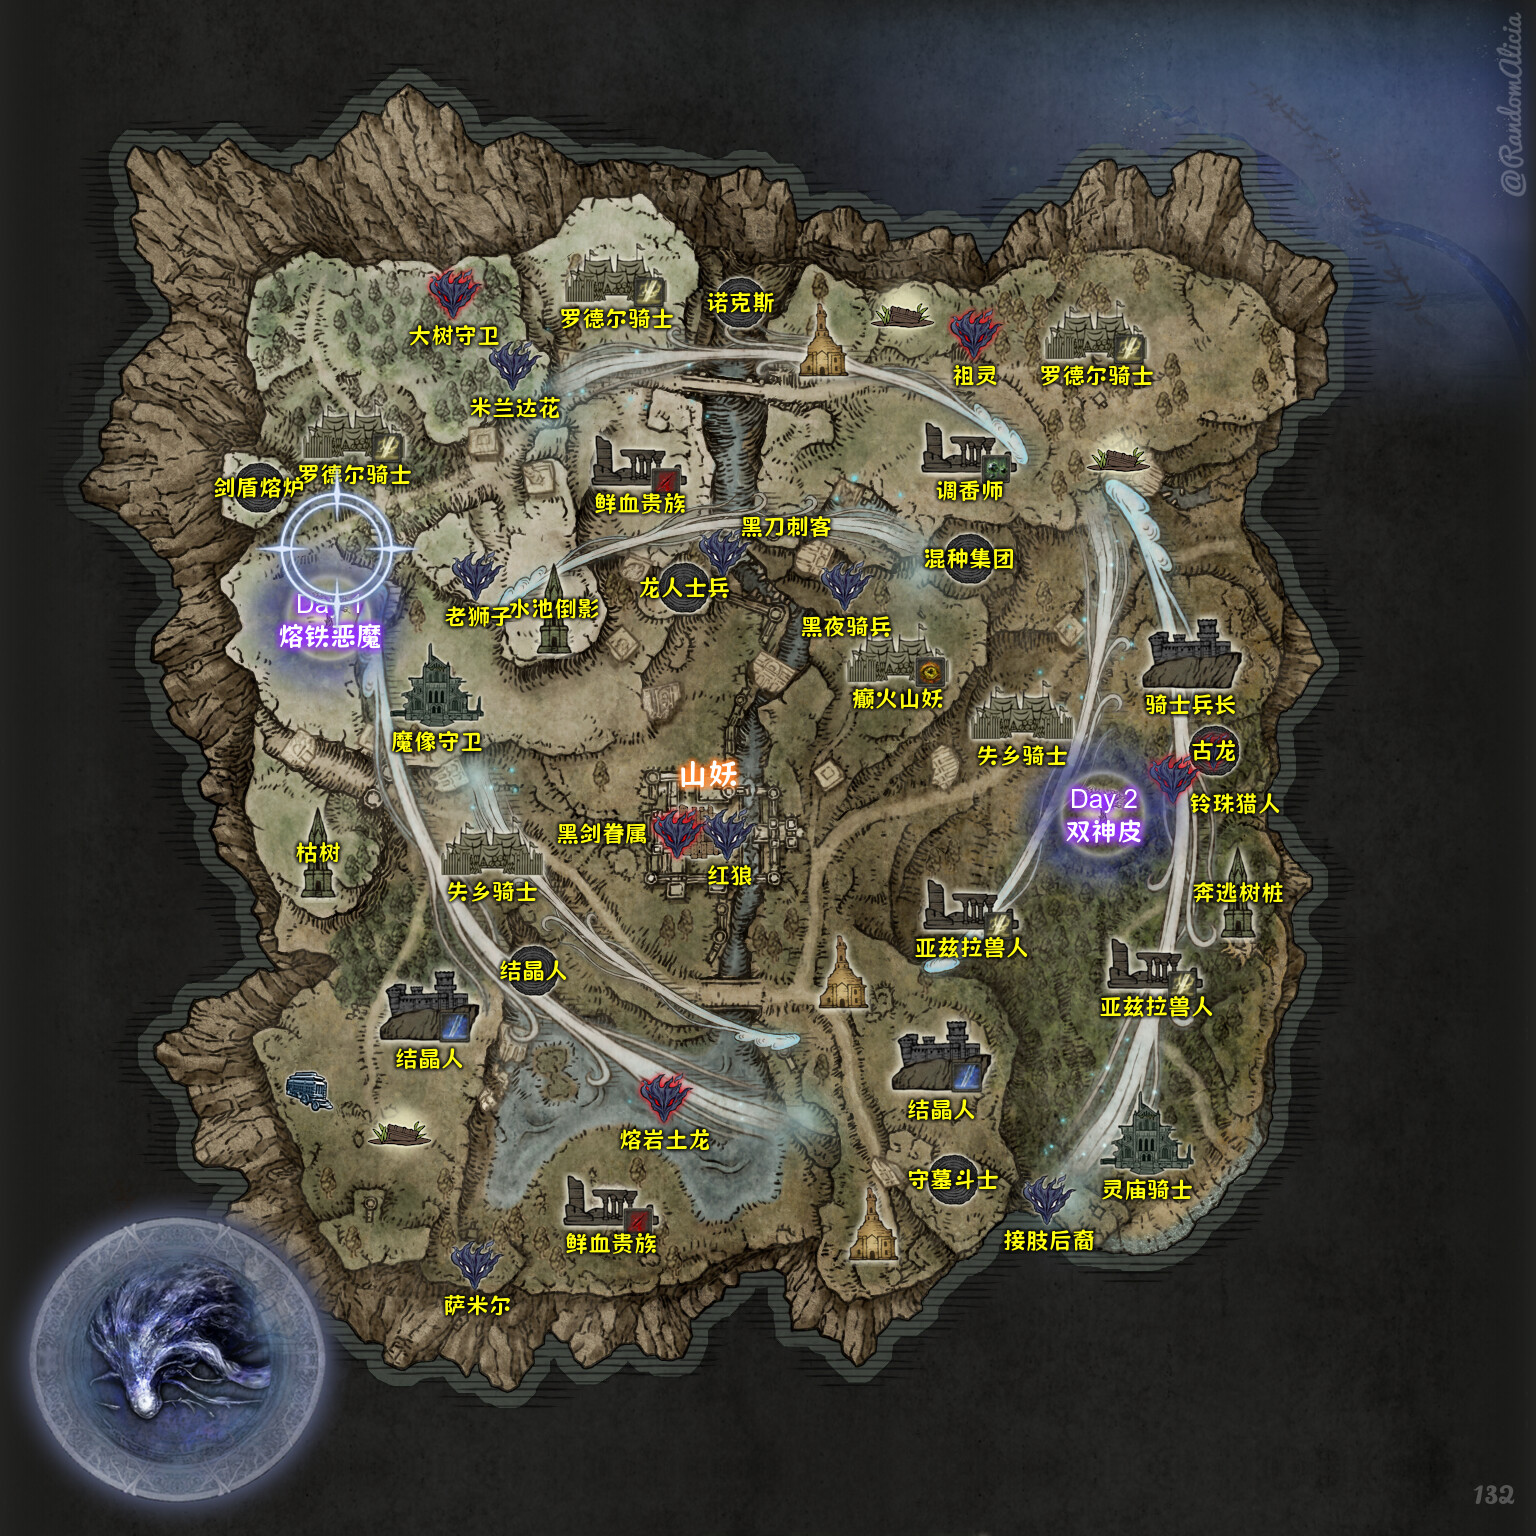 @RandomAlicia
大树守卫
罗德尔骑士
诺克斯
祖灵
罗德尔骑士
米兰达花
剑盾熔炉
罗德尔骑士
鲜血贵族
调香师
黑刀刺客
混种集团
老狮子
水池倒影
龙人士兵
黑夜骑兵
Day 1
熔铁恶魔
癫火山妖
骑士兵长
魔像守卫
失乡骑士
古龙
山妖
铃珠猎人
Day 2
双神皮
黑剑眷属
红狼
枯树
失乡骑士
奔逃树桩
亚兹拉兽人
结晶人
亚兹拉兽人
结晶人
结晶人
熔岩土龙
守墓斗士
灵庙骑士
鲜血贵族
接肢后裔
萨米尔
132